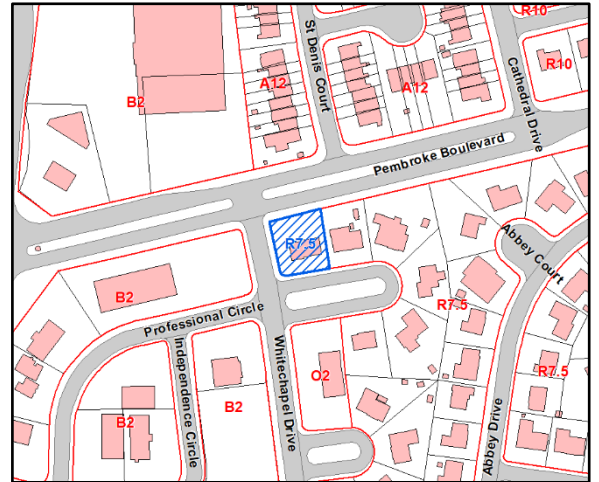 R10
St Denis Court
Cathedral Drive
R10
A12
A12
B2
Pembroke Boulevard
R7.5
Abbey Court
B2
R7.5
Professional Circle
Whitechapel Drive
Independence Circle
O2
R7.5
B2
B2
Abbey Drive